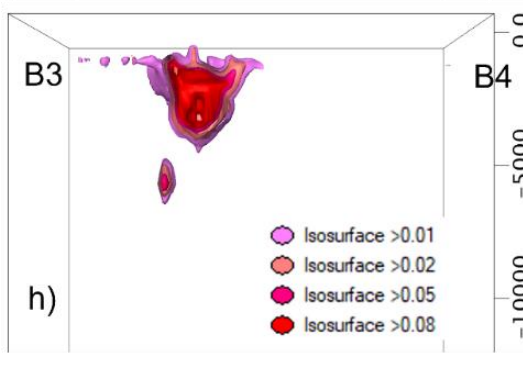 0.0
B3
B4
-5000
Isosurface >0.01
Isosurface >0.02
Isosurface >0.05
h)
-10000
Isosurface >0.08